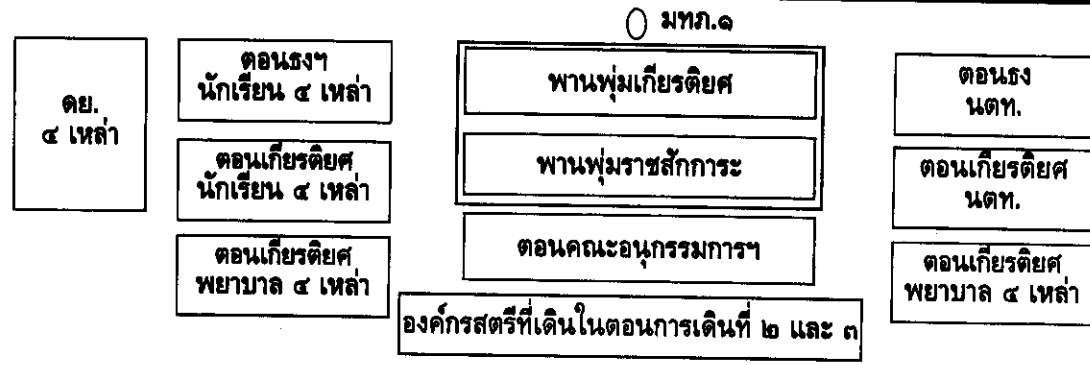 มทภ.๑
ดย.
๔ เหล่า
ตอนธงฯ
นักเรียน ๔ เหล่า
ตอนเกียรติยศ
นักเรียน ๔ เหล่า
ตอนเกียรติยศ
พยาบาล ๔ เหล่า
พานพุ่มเกียรติยศ
พานพุ่มราชสักการะ
ตอนคณะอนุกรรมการฯ
องค์กรสตรีที่เดินในตอนการเดินที่ ๒ และ ๓
ตอนธง
นตท.
ตอนเกียรติยศ
นตท.
ตอนเกียรติยศ
พยาบาล ๔ เหล่า